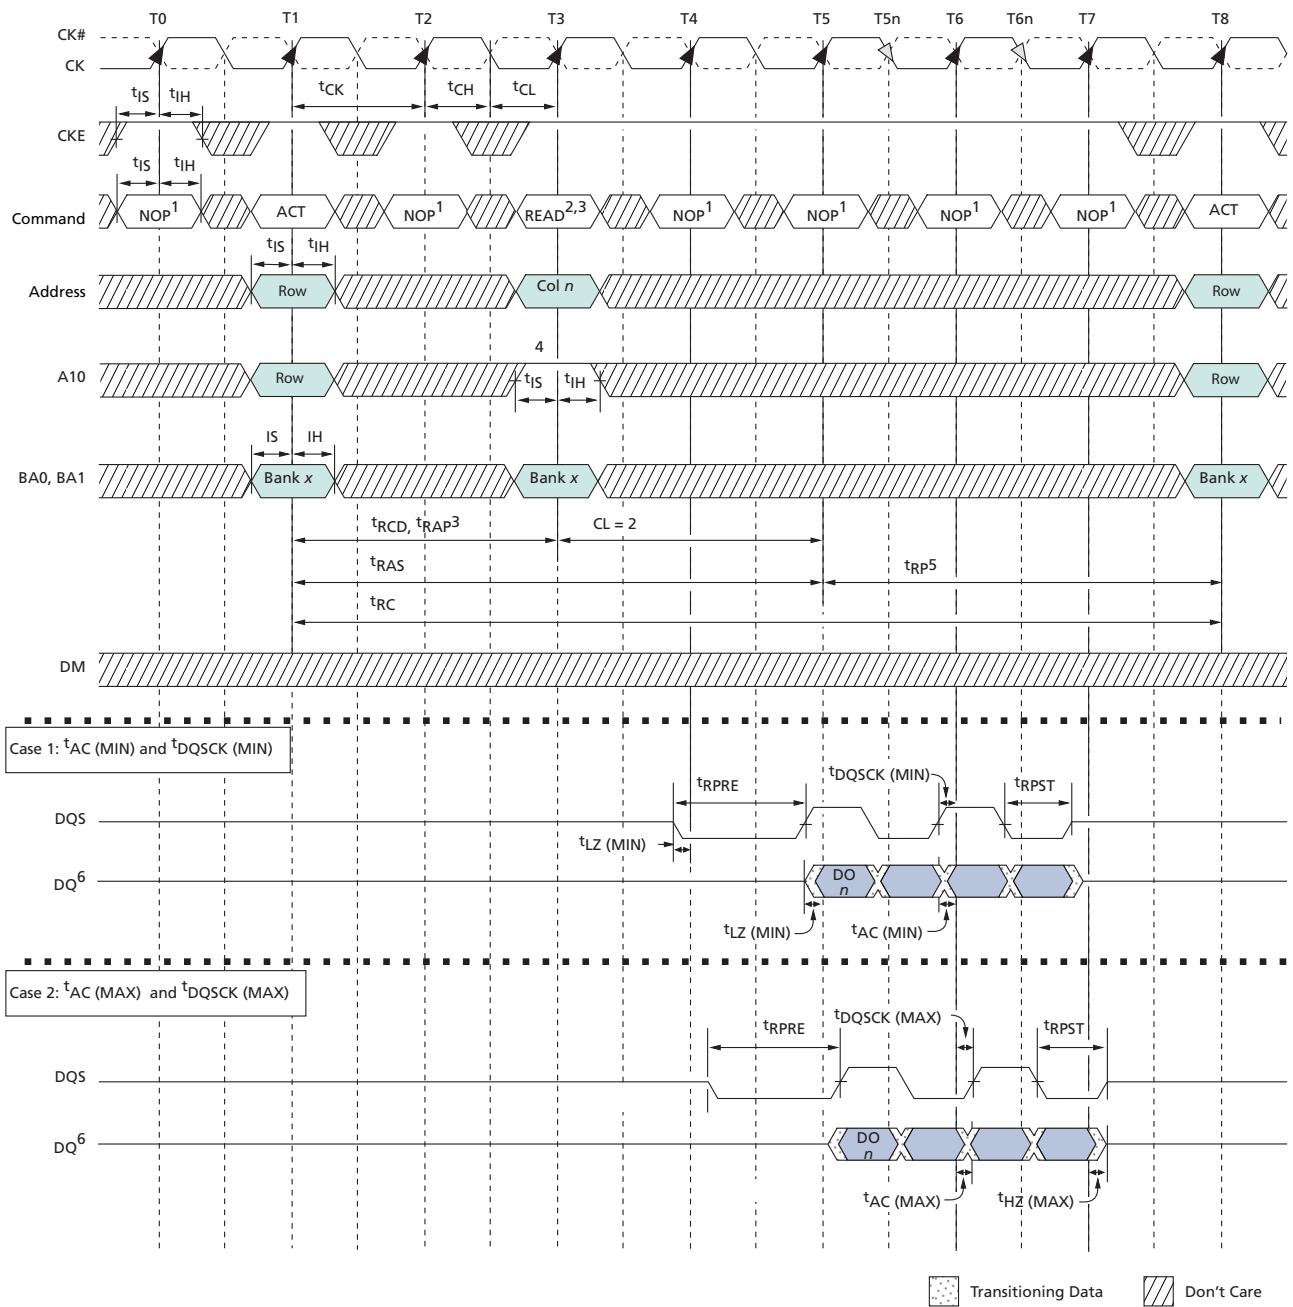 T0 T1 T2 T3 T4 T5 T5n T6 T6n T7 T8
CK#
CK
tCK tCH tCL
tIS tIH
CKE
tIS tIH
Command NOP1 ACT NOP1 READ2,3 NOP1 NOP1 NOP1 NOP1 ACT
tIS tIH
Address Row Col n Row
4
A10 Row tIS tIH Row
IS IH
BA0, BA1 Bank x Bank x Bank x
tRCD, tRAP3 CL = 2
tRAS tRP5
tRC
DM
Case 1: tAC (MIN) and tDQSCK (MIN)
tRPRE tDQSCK (MIN) tRPST
DQS
tLZ (MIN)
DQ6 DO n
tLZ (MIN) tAC (MIN)
Case 2: tAC (MAX) and tDQSCK (MAX)
tRPRE tDQSCK (MAX) tRPST
DQS
DQ6 DO n
tAC (MAX) tHZ (MAX)
Transitioning Data Don't Care